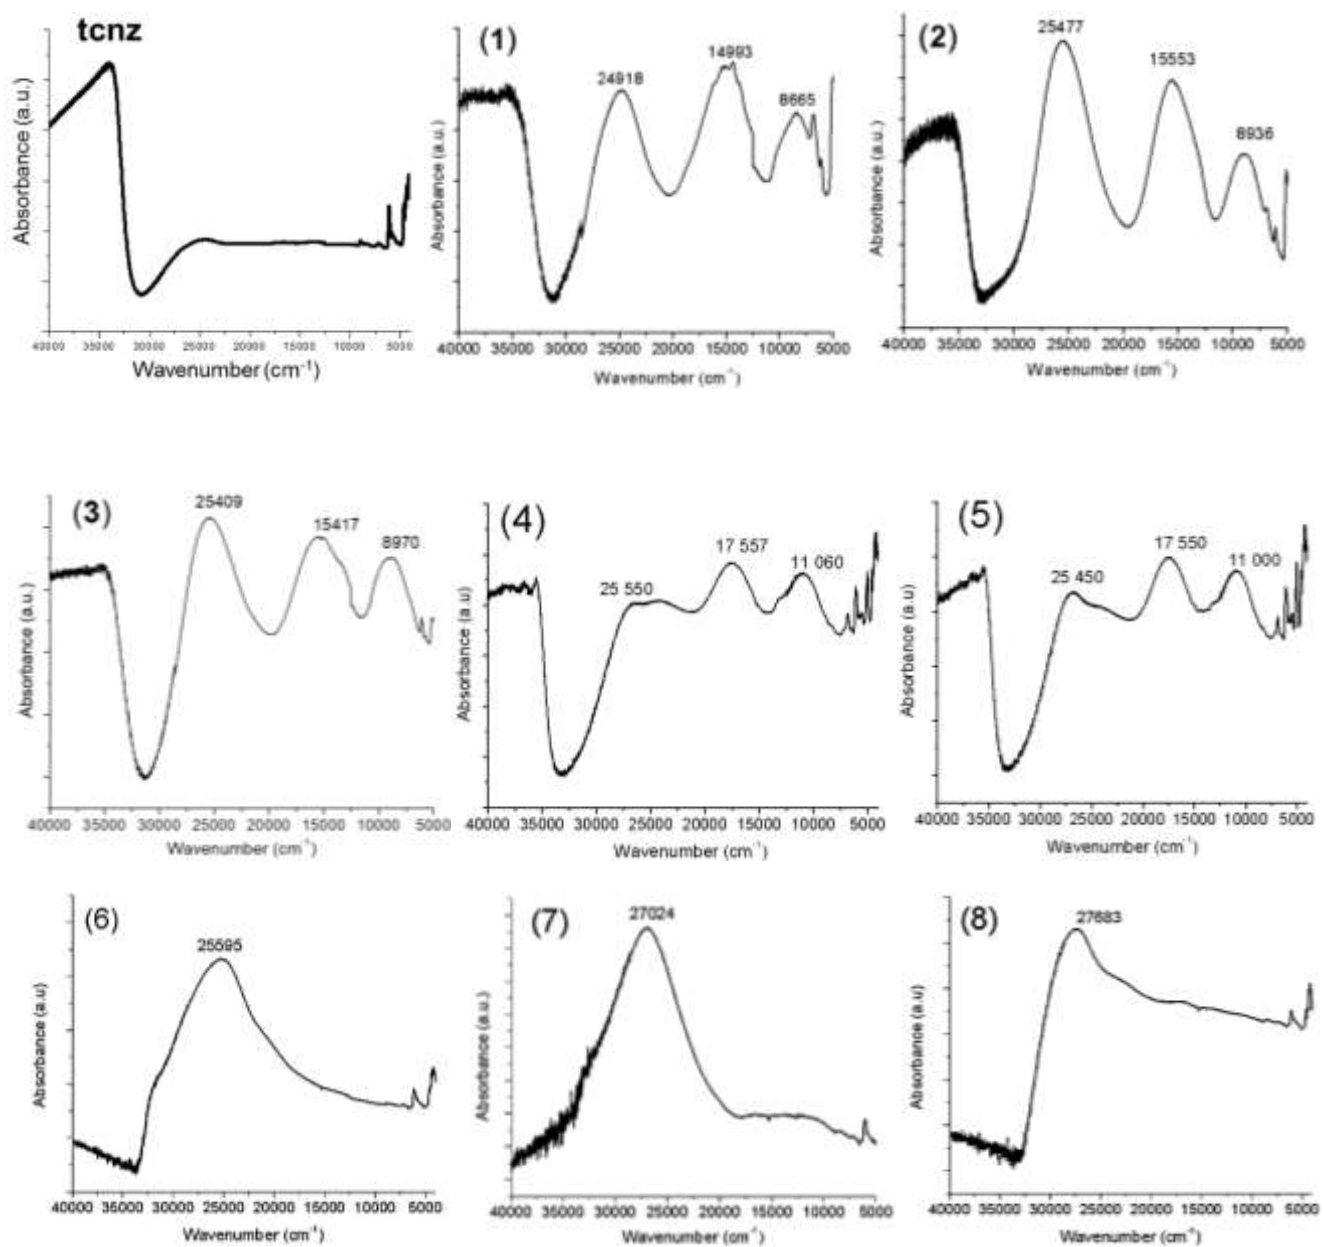 tcnz
Absorbance (a.u.)
40000 35000 30000 25000 20000 15000 10000 5000
Wavenumber (cm⁻¹)
(1)
24918
14993
8665
Absorbance (a.u.)
40000 35000 30000 25000 20000 15000 10000 5000
Wavenumber (cm⁻¹)
(2)
25477
15553
8936
Absorbance (a.u.)
40000 35000 30000 25000 20000 15000 10000 5000
Wavenumber (cm⁻¹)
(3)
25409
15417
8970
Absorbance (a.u)
40000 35000 30000 25000 20000 15000 10000 5000
Wavenumber (cm⁻¹)
(4)
25 550
17 557
11 060
Absorbance (a.u)
40000 35000 30000 25000 20000 15000 10000 5000
Wavenumber (cm⁻¹)
(5)
25 450
17 550
11 000
Absorbance (a.u)
40000 35000 30000 25000 20000 15000 10000 5000
Wavenumber (cm⁻¹)
(6)
25595
Absorbance (a.u)
40000 35000 30000 25000 20000 15000 10000 5000
Wavenumber (cm⁻¹)
(7)
27024
Absorbance (a.u.)
40000 35000 30000 25000 20000 15000 10000 5000
Wavenumber (cm⁻¹)
(8)
27683
Absorbance (a.u)
40000 35000 30000 25000 20000 15000 10000 5000
Wavenumber (cm⁻¹)